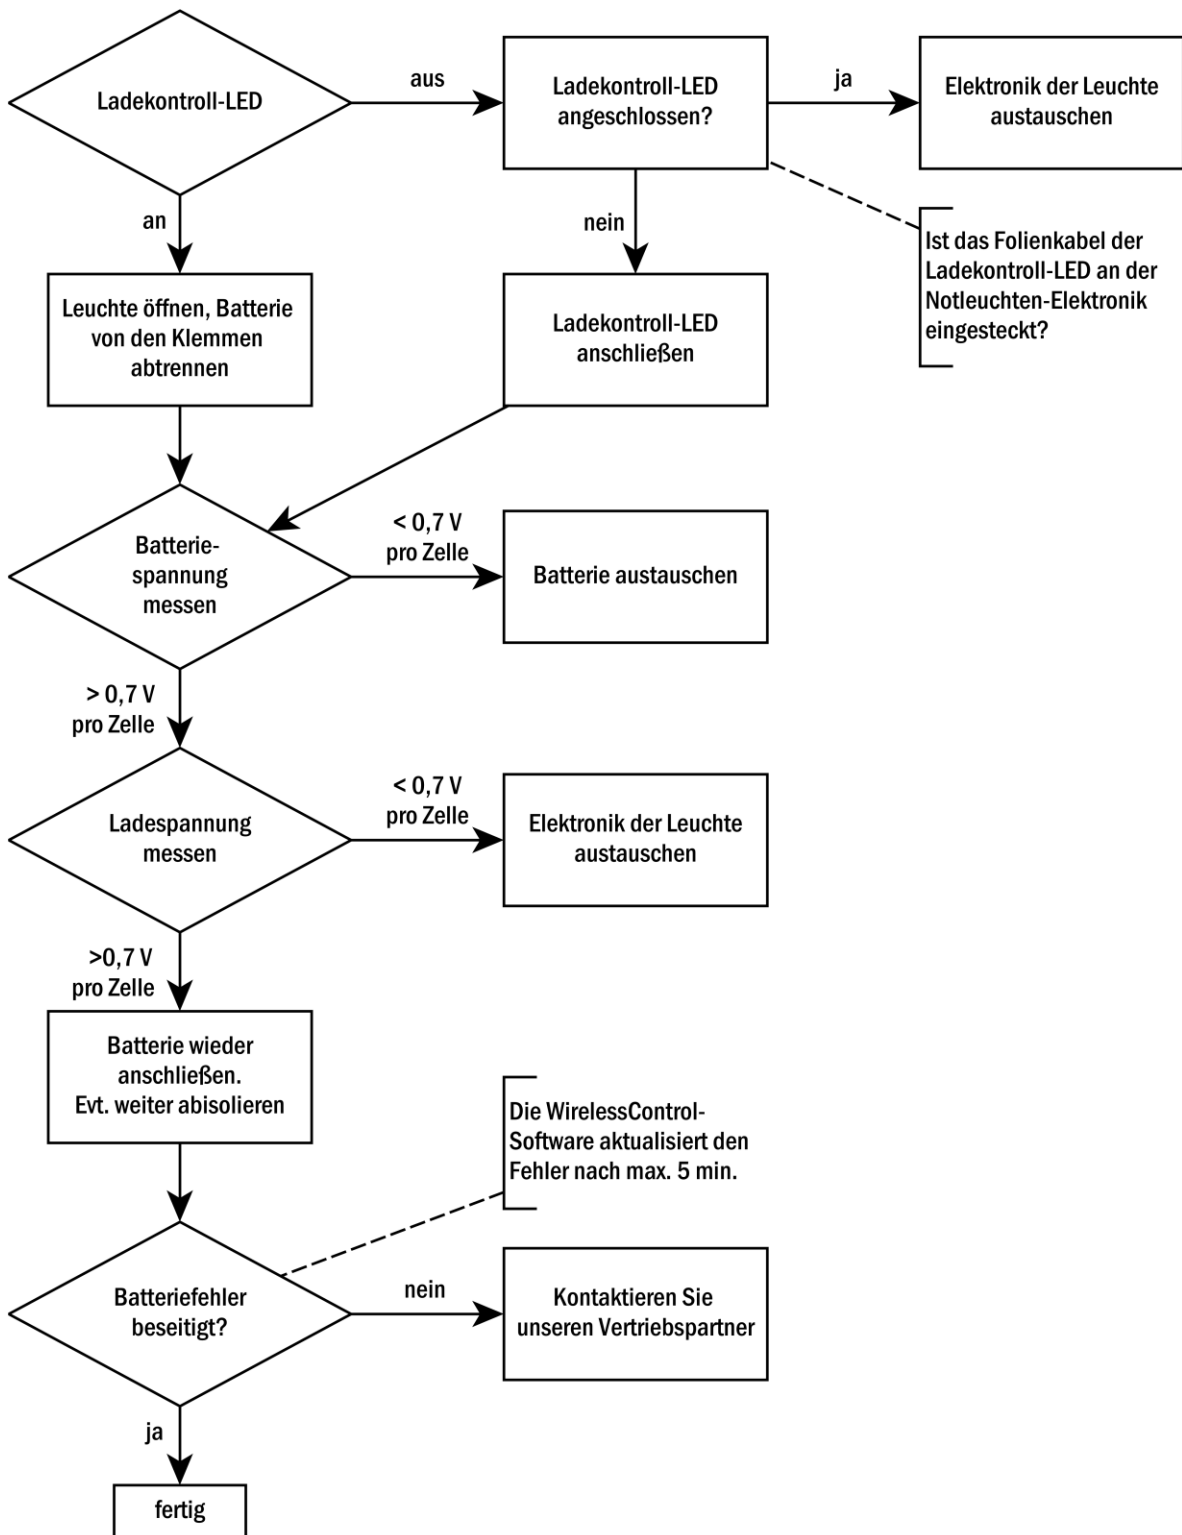 Ladekontroll-LED
aus
Ladekontroll-LED
angeschlossen?
ja
Elektronik der Leuchte
austauschen
an
nein
Ist das Folienkabel der
Ladekontroll-LED an der
Notleuchten-Elektronik
eingesteckt?
Leuchte öffnen, Batterie
von den Klemmen
abtrennen
Ladekontroll-LED
anschließen
Batterie-
spannung
messen
< 0,7 V
pro Zelle
Batterie austauschen
> 0,7 V
pro Zelle
Ladespannung
messen
< 0,7 V
pro Zelle
Elektronik der Leuchte
austauschen
>0,7 V
pro Zelle
Batterie wieder
anschließen.
Evt. weiter abisolieren
Die WirelessControl-
Software aktualisiert den
Fehler nach max. 5 min.
Batteriefehler
beseitigt?
nein
Kontaktieren Sie
unseren Vertriebspartner
ja
fertig